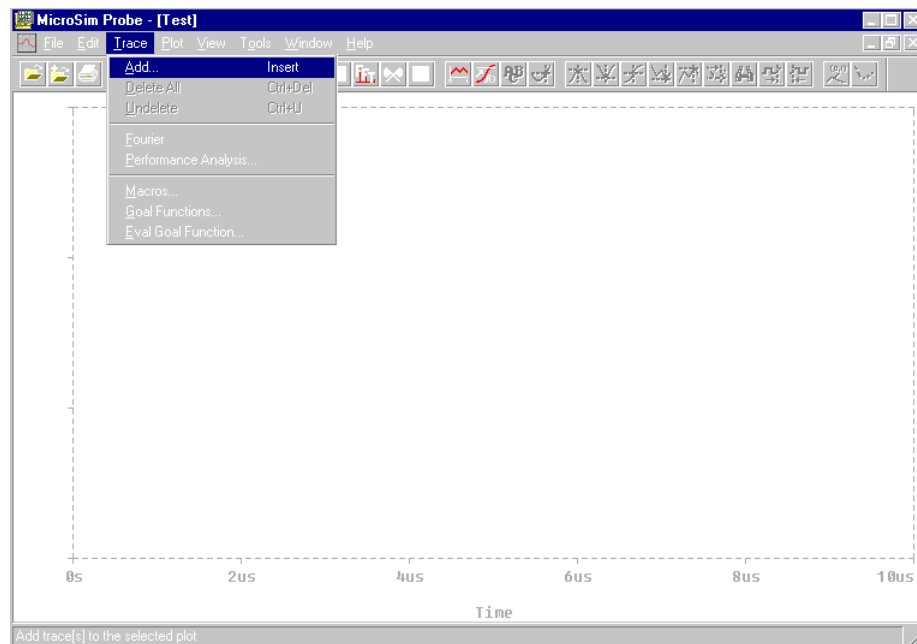 MicroSim Probe - [Test]
File Edit Trace Plot View Tools Window Help
Add... Insert
Delete All Ctrl+Del
Undelete Ctrl+U
Fourier
Performance Analysis...
Macros...
Goal Functions...
Eval Goal Function...
0s 2us 4us 6us 8us 10us
Time
Add trace[s] to the selected plot